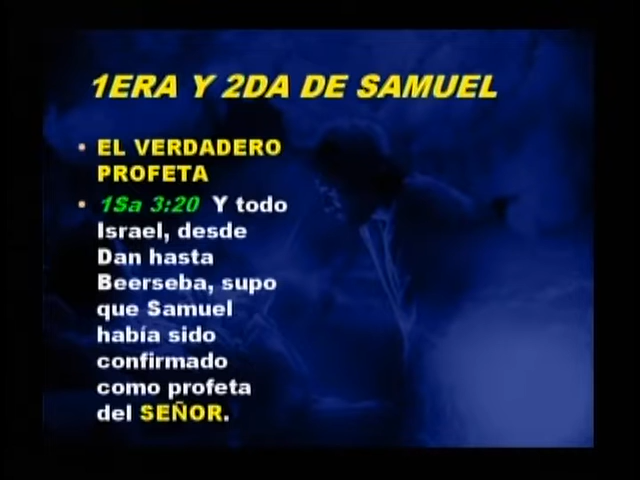 1ERA Y 2DA DE SAMUEL
• EL VERDADERO
PROFETA
• 1Sa 3:20 Y todo
Israel, desde
Dan hasta
Beerseba, supo
que Samuel
había sido
confirmado
como profeta
del SEÑOR.